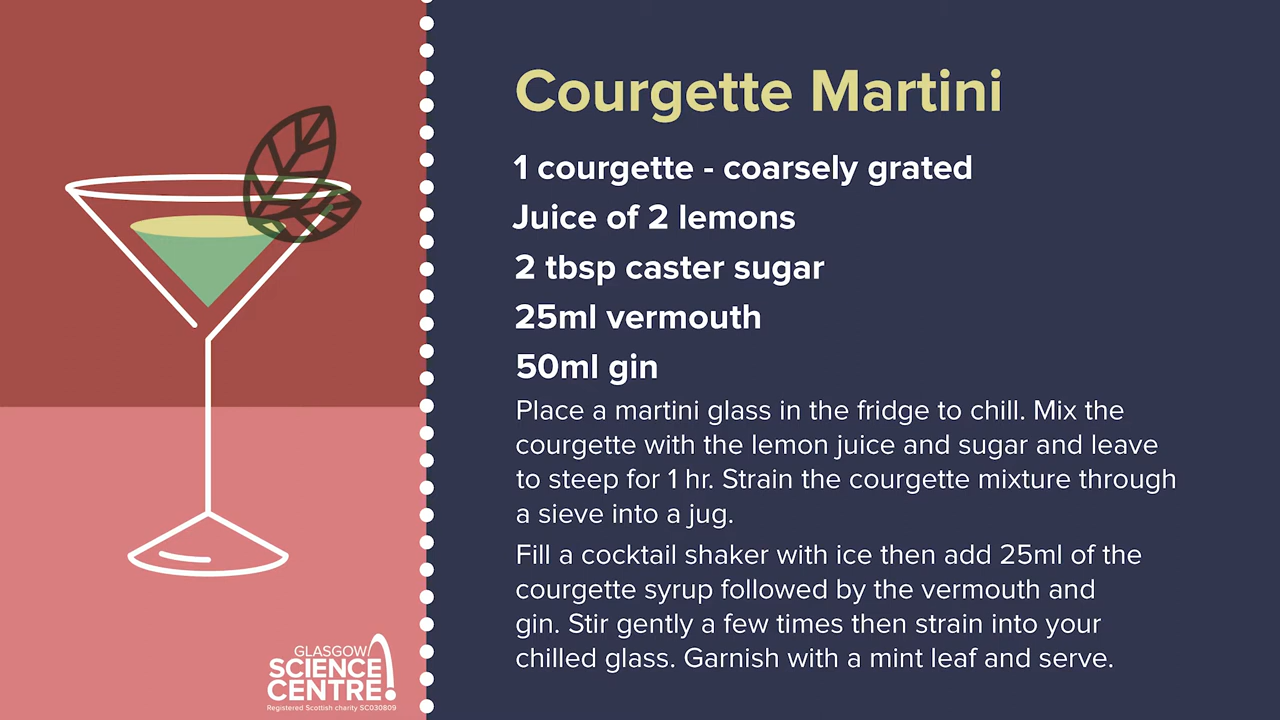 Courgette Martini
1 courgette - coarsely grated
Juice of 2 lemons
2 tbsp caster sugar
25ml vermouth
50ml gin
Place a martini glass in the fridge to chill. Mix the
courgette with the lemon juice and sugar and leave
to steep for 1 hr. Strain the courgette mixture through
a sieve into a jug.
Fill a cocktail shaker with ice then add 25ml of the
courgette syrup followed by the vermouth and
gin. Stir gently a few times then strain into your
chilled glass. Garnish with a mint leaf and serve.
GLASGOW
SCIENCE
CENTRE!
Registered Scottish charity SC030809